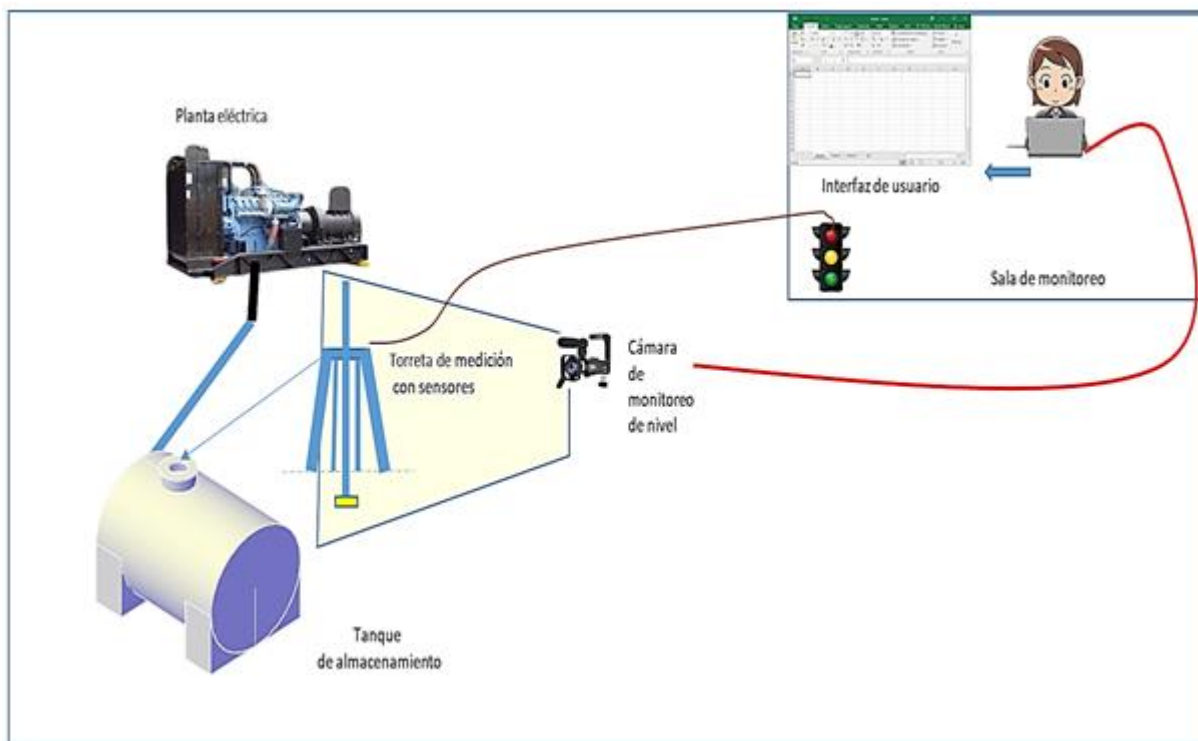 Planta eléctrica
Interfaz de usuario
Sala de monitoreo
Torreta de medición
con sensores
Cámara
de
monitoreo
de nivel
Tanque
de almacenamiento